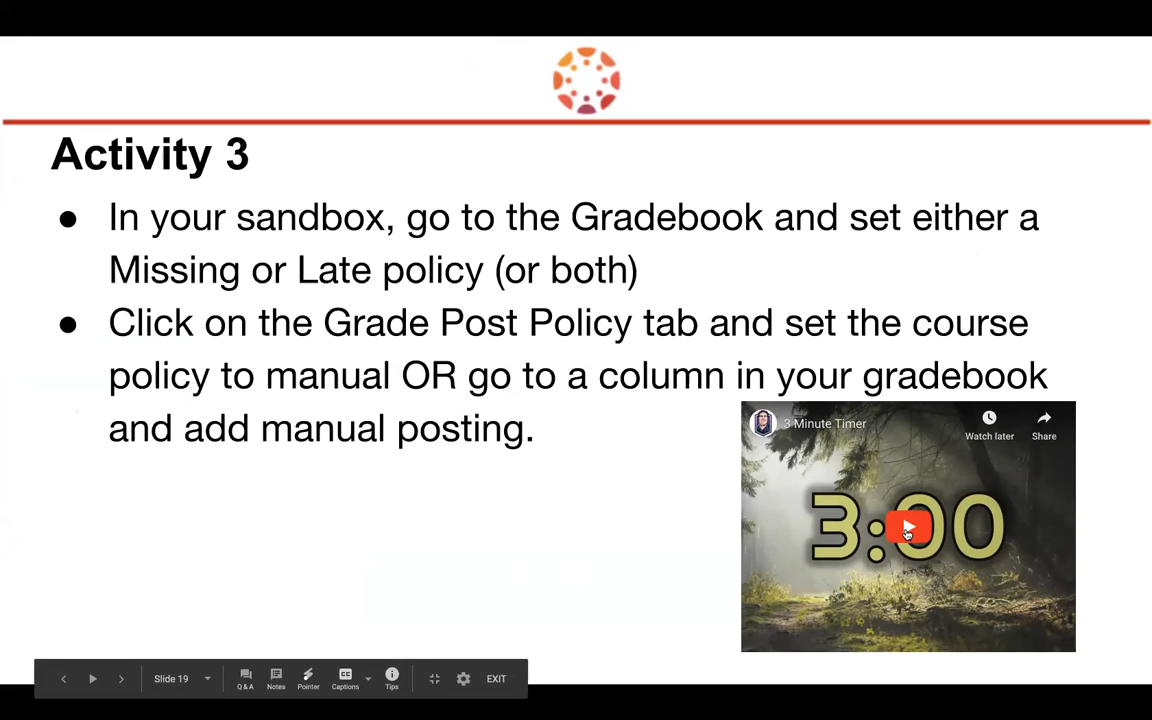 Activity 3
● In your sandbox, go to the Gradebook and set either a
Missing or Late policy (or both)
● Click on the Grade Post Policy tab and set the course
policy to manual OR go to a column in your gradebook
and add manual posting.
3 Minute Timer
Watch later
Share
3:00
Slide 19
Q & A
Notes
Pointer
CC
Captions
Tips
EXIT